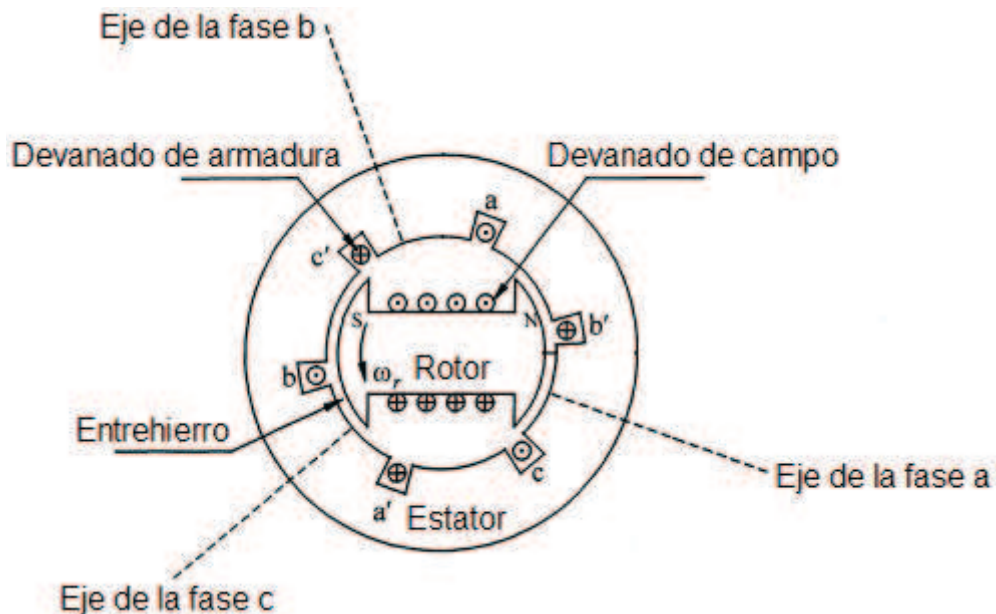 Eje de la fase b
Devanado de armadura
Devanado de campo
a
c'
S
N
b'
b
ωr
Rotor
Entrehierro
c
Eje de la fase a
a'
Estator
Eje de la fase c